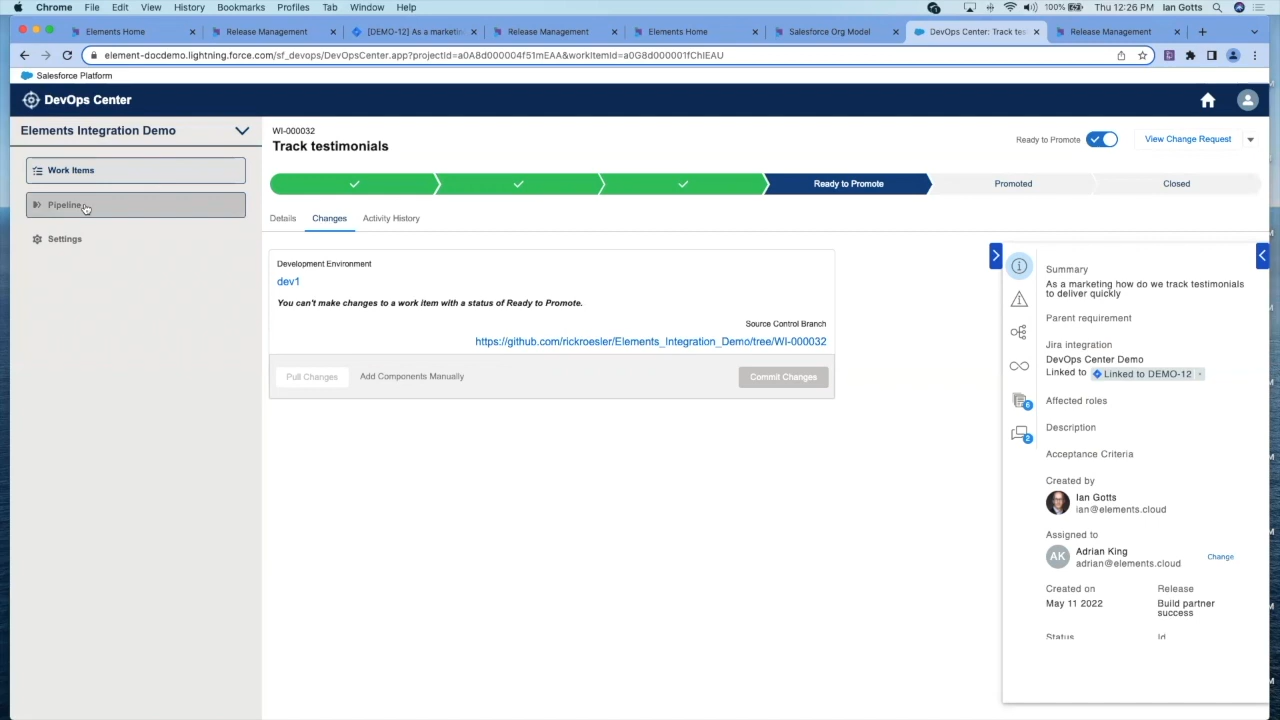 Chrome File Edit View History Bookmarks Profiles Tab Window Help 100% Thu 12:26 PM Ian Gotts
Elements Home Release Management [DEMO-12] As a marketin Release Management Elements Home Salesforce Org Model DevOps Center: Track tes Release Management
element-docdemo.lightning.force.com/sf_devops/DevOpsCenter.app?projectId=a0A8d000004f51mEAA&workItemId=a0G8d000001fChIEAU
Salesforce Platform
DevOps Center
Elements Integration Demo
Work Items
Pipeline
Settings
WI-000032
Track testimonials
Ready to Promote
View Change Request
Ready to Promote Promoted Closed
Details Changes Activity History
Development Environment
dev1
You can't make changes to a work item with a status of Ready to Promote.
Source Control Branch
https://github.com/rickroesler/Elements_Integration_Demo/tree/WI-000032
Pull Changes Add Components Manually Commit Changes
6
2
Summary
As a marketing how do we track testimonials
to deliver quickly
Parent requirement
Jira integration
DevOps Center Demo
Linked to Linked to DEMO-12
Affected roles
Description
Acceptance Criteria
Created by
Ian Gotts
ian@elements.cloud
Assigned to
AK Adrian King
adrian@elements.cloud
Change
Created on Release
May 11 2022 Build partner
success
Status Id